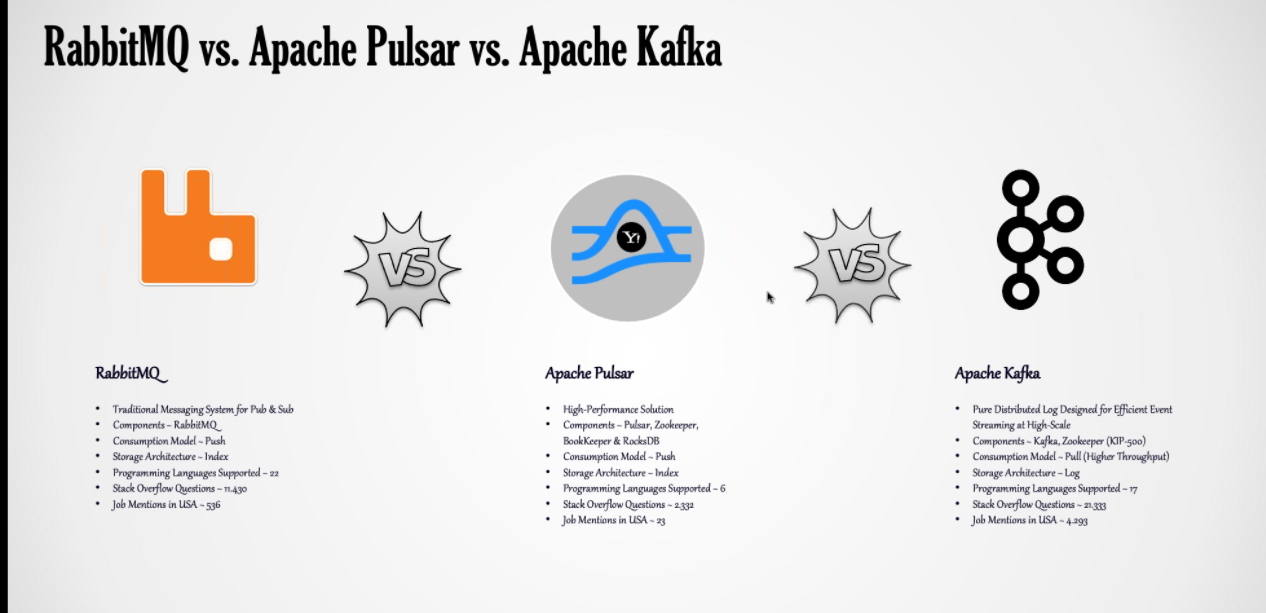 RabbitMQ vs. Apache Pulsar vs. Apache Kafka
VS
Y!
VS
RabbitMQ
• Traditional Messaging System for Pub & Sub
• Components ~ RabbitMQ
• Consumption Model ~ Push
• Storage Architecture ~ Index
• Programming Languages Supported ~ 22
• Stack Overflow Questions ~ 11.430
• Job Mentions in USA ~ 536
Apache Pulsar
• High-Performance Solution
• Components ~ Pulsar, Zookeeper,
BookKeeper & RocksDB
• Consumption Model ~ Push
• Storage Architecture ~ Index
• Programming Languages Supported ~ 6
• Stack Overflow Questions ~ 2.332
• Job Mentions in USA ~ 23
Apache Kafka
• Pure Distributed Log Designed for Efficient Event
Streaming at High-Scale
• Components ~ Kafka, Zookeeper (KIP-500)
• Consumption Model ~ Pull (Higher Throughput)
• Storage Architecture ~ Log
• Programming Languages Supported ~ 17
• Stack Overflow Questions ~ 21.333
• Job Mentions in USA ~ 4.293